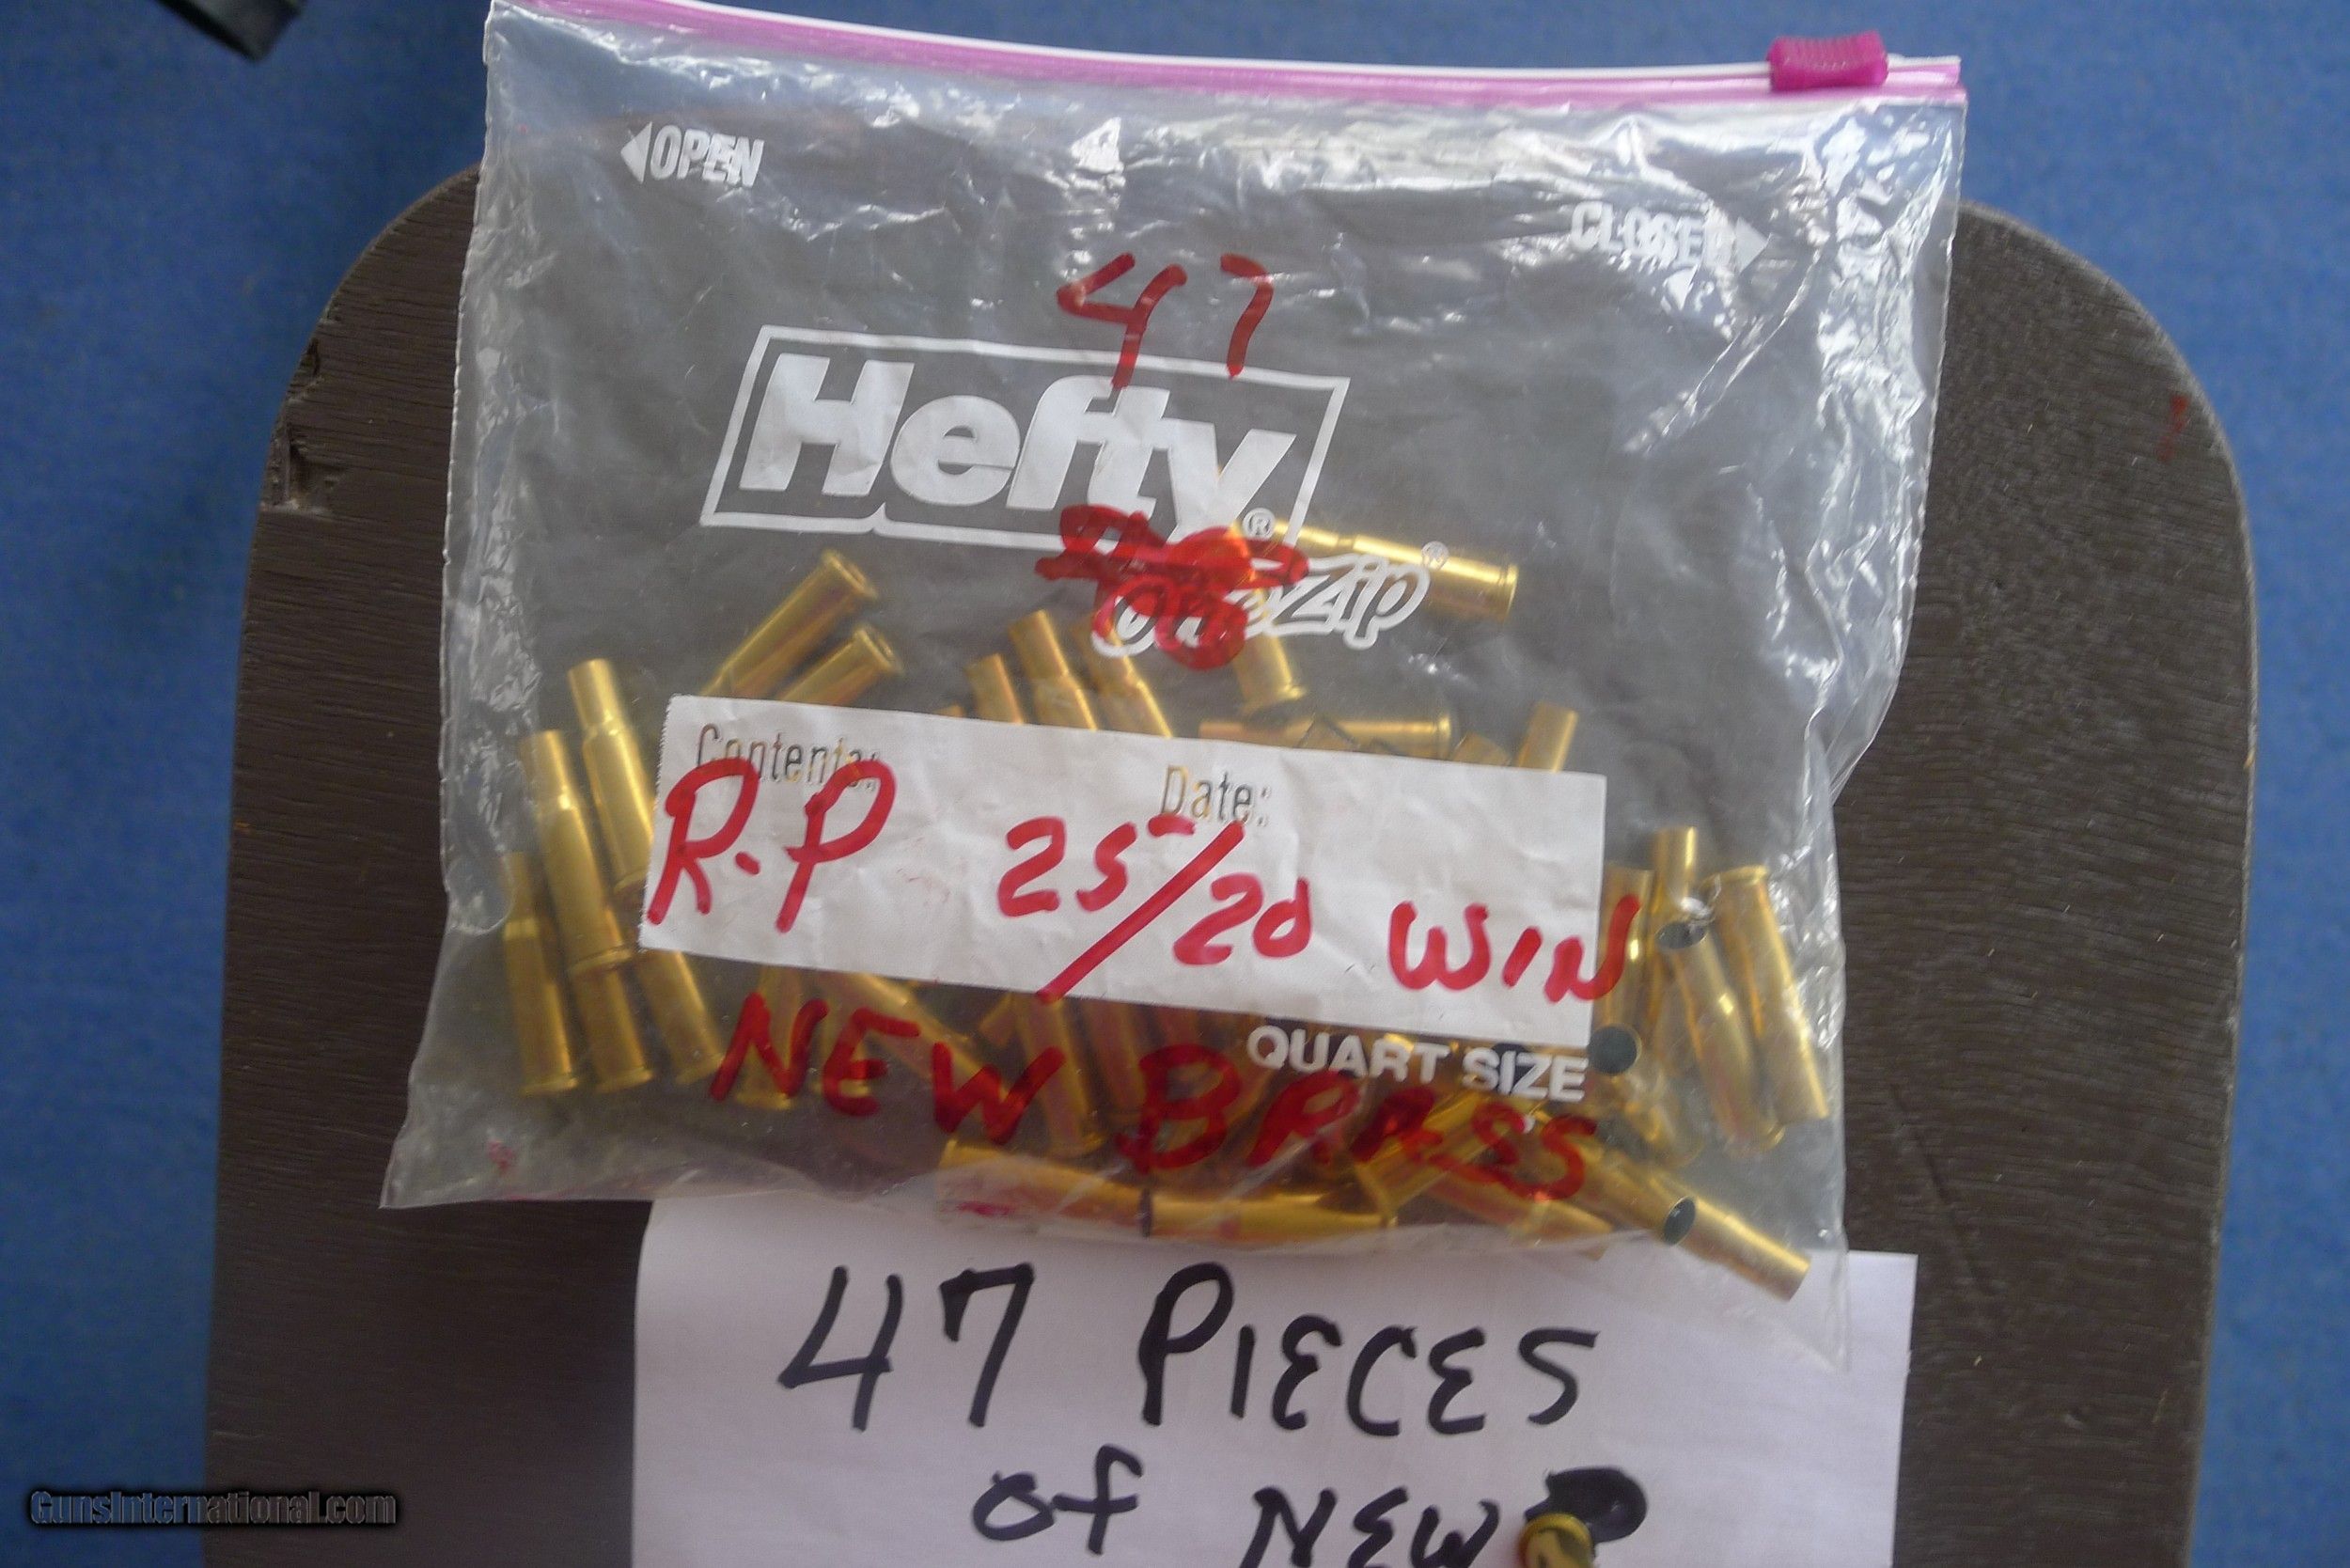 OPEN
CLOSE
47
Hefty®
OneZip®
Contents:
Date:
R-P 25/20 WIN
QUART SIZE
NEW BRASS
47 PIECES
of NEW
GunsInternational.com